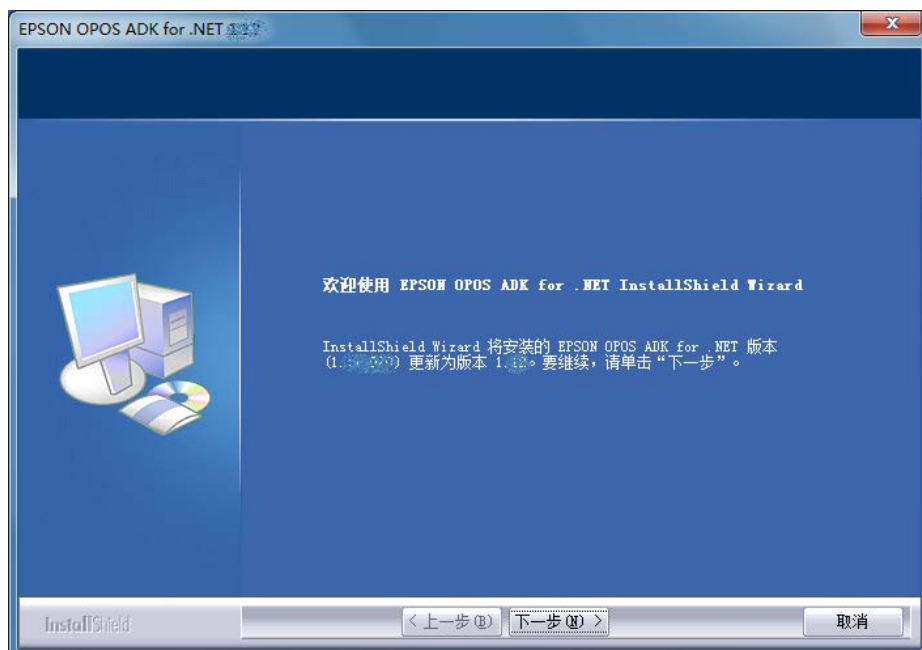 EPSON OPOS ADK for .NET
欢迎使用 EPSON OPOS ADK for .NET InstallShield Wizard
InstallShield Wizard 将安装的 EPSON OPOS ADK for .NET 版本
(1. ) 更新为版本 1. 。要继续，请单击“下一步”。
InstallShield
< 上一步(B)
下一步(N) >
取消